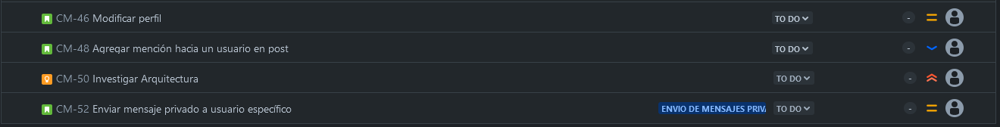 CM-46 Modificar perfil TO DO -
CM-48 Agregar mención hacia un usuario en post TO DO -
CM-50 Investigar Arquitectura TO DO -
CM-52 Enviar mensaje privado a usuario específico ENVIO DE MENSAJES PRIV TO DO -